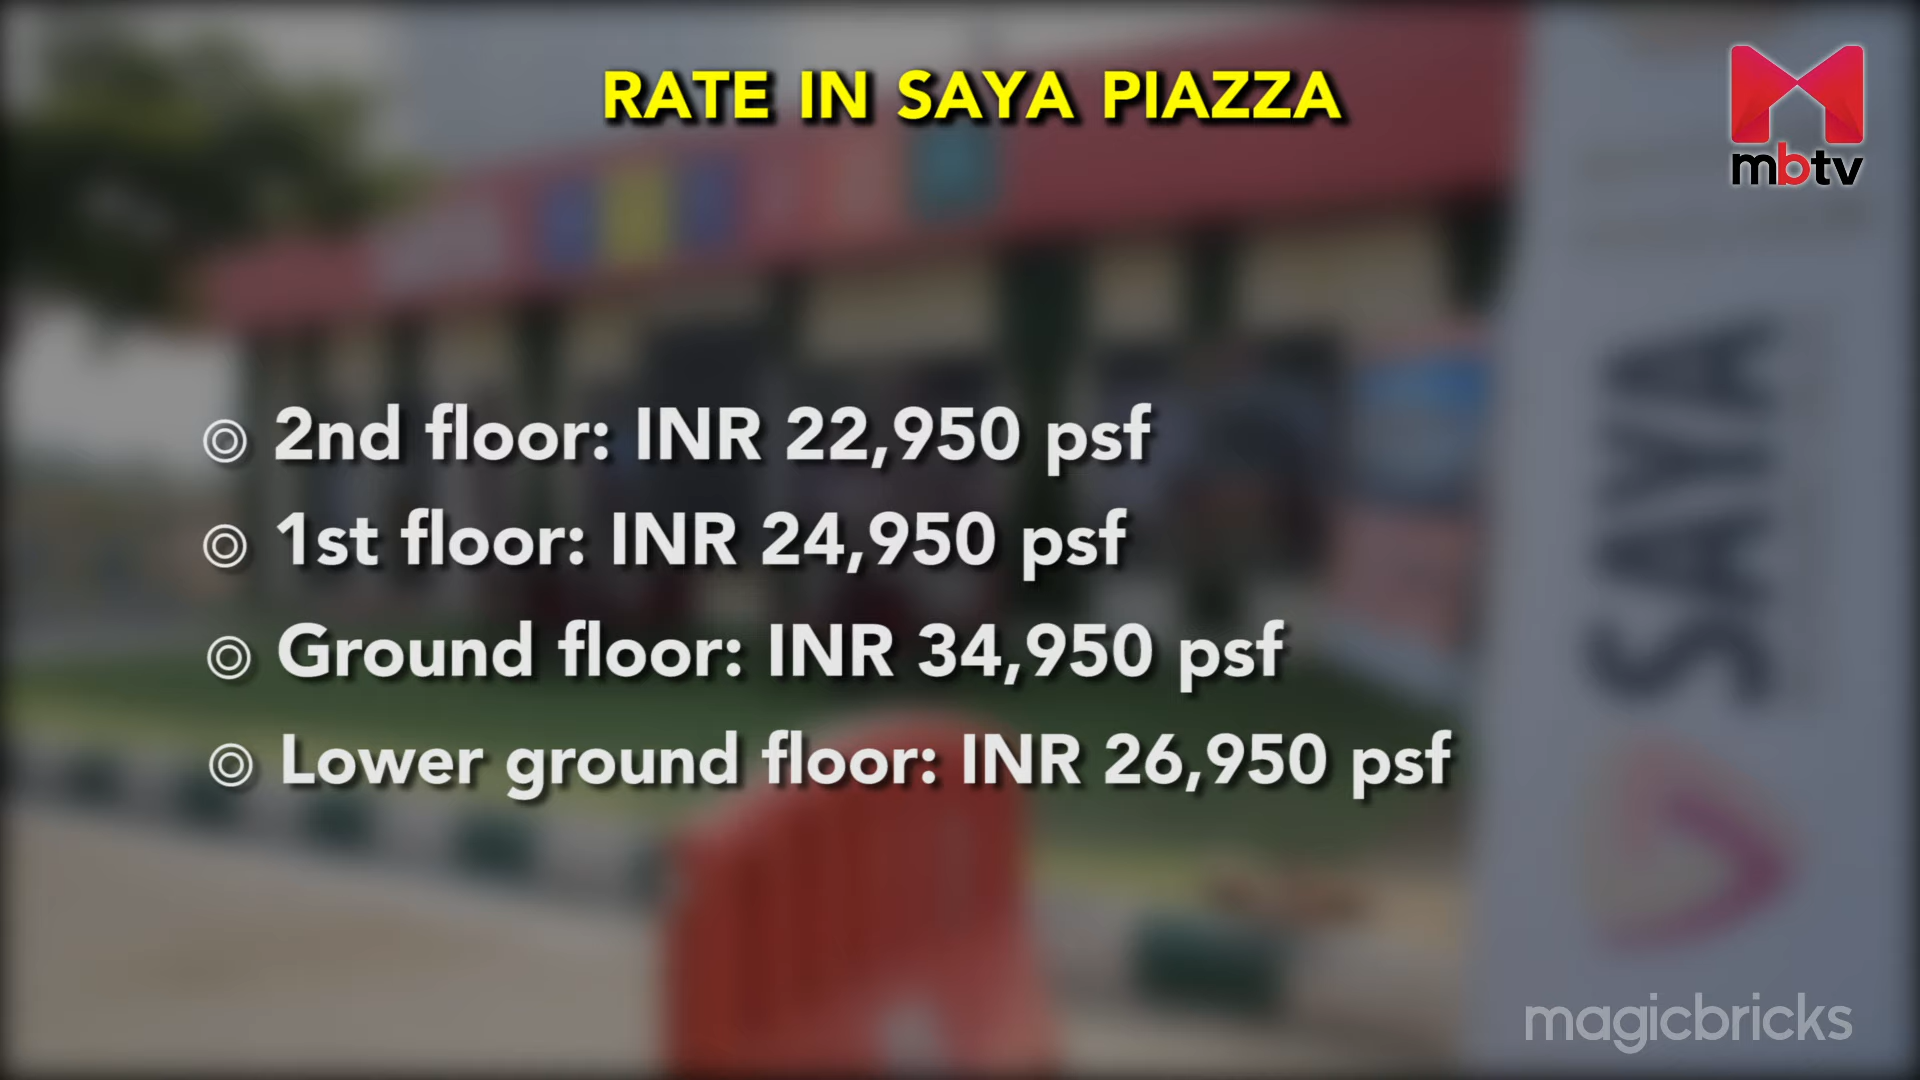 RATE IN SAYA PIAZZA
mbtv
2nd floor: INR 22,950 psf
1st floor: INR 24,950 psf
Ground floor: INR 34,950 psf
Lower ground floor: INR 26,950 psf
SAYA
magicbricks